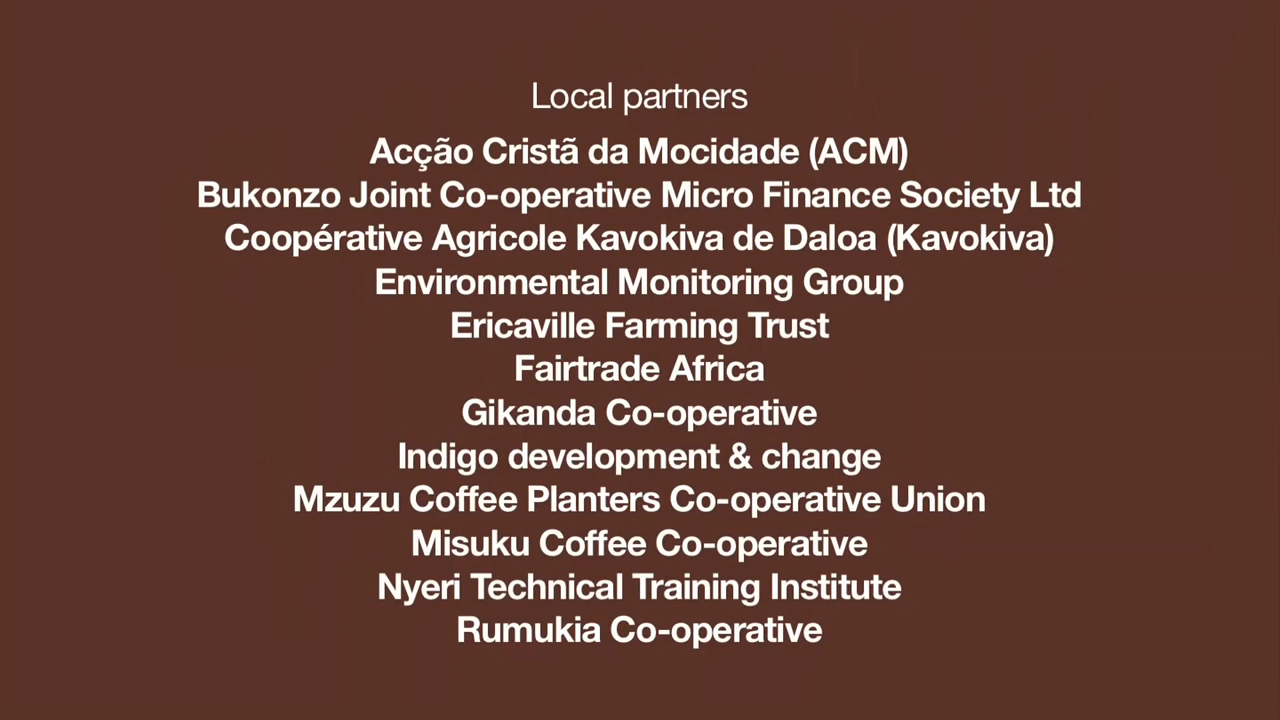 Local partners
Acção Cristã da Mocidade (ACM)
Bukonzo Joint Co-operative Micro Finance Society Ltd
Coopérative Agricole Kavokiva de Daloa (Kavokiva)
Environmental Monitoring Group
Ericaville Farming Trust
Fairtrade Africa
Gikanda Co-operative
Indigo development & change
Mzuzu Coffee Planters Co-operative Union
Misuku Coffee Co-operative
Nyeri Technical Training Institute
Rumukia Co-operative